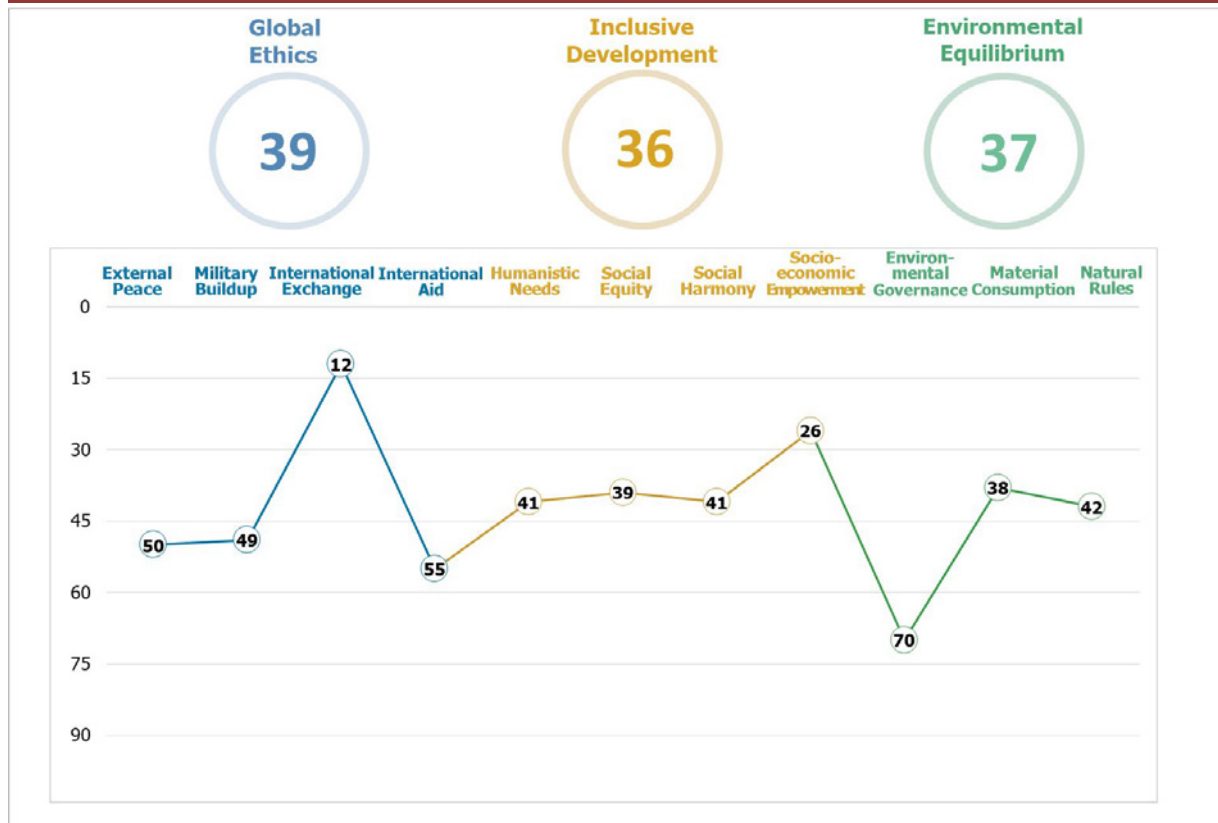 Global
Ethics
Inclusive
Development
Environmental
Equilibrium
39
36
37
External
Peace
Military
Buildup
International
Exchange
International
Aid
Humanistic
Needs
Social
Equity
Social
Harmony
Socio-
economic
Empowerment
Environ-
mental
Governance
Material
Consumption
Natural
Rules
0
15
30
45
60
75
90
50
49
12
55
41
39
41
26
70
38
42